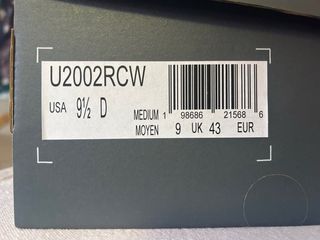 U2002RCW
USA 9½ D MEDIUM 1 98686 21568 6
MOYEN 9 UK 43 EUR